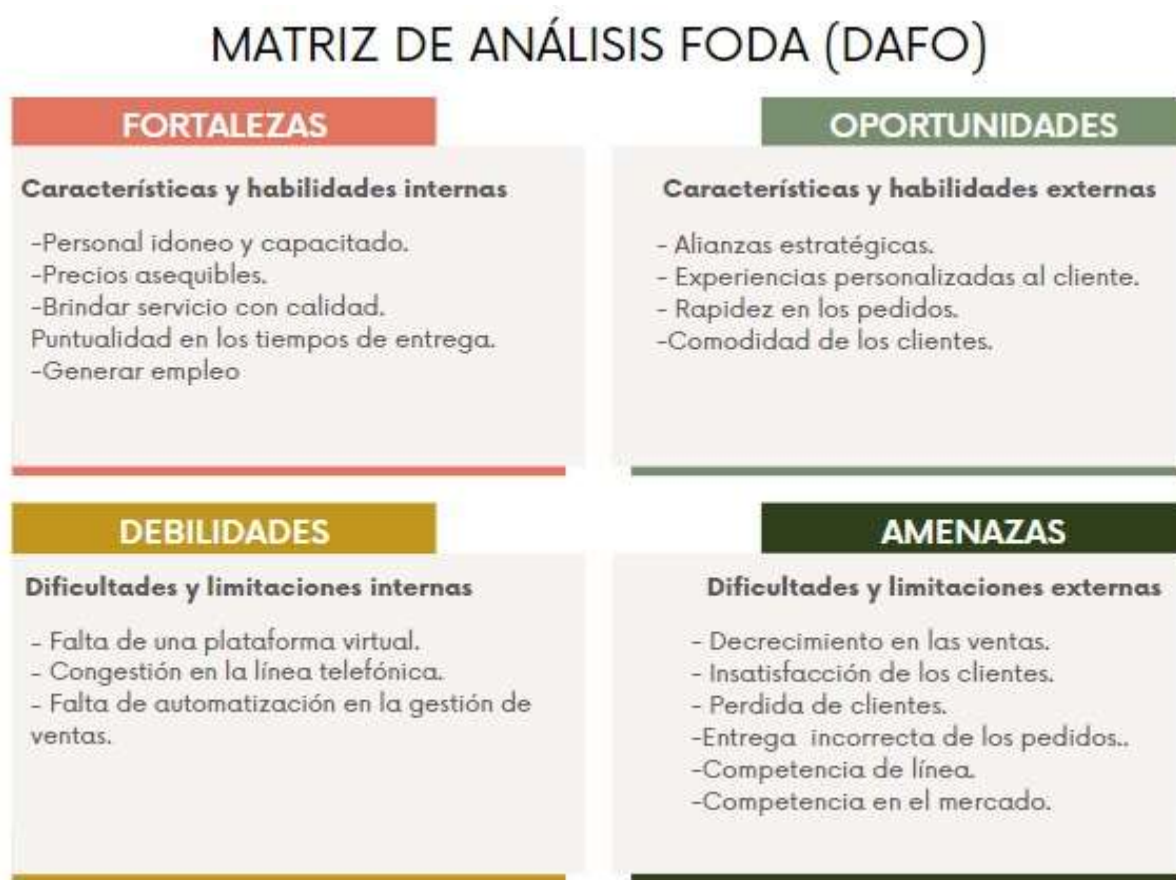 MATRIZ DE ANÁLISIS FODA (DAFO)
FORTALEZAS
Características y habilidades internas
-Personal idoneo y capacitado.
-Precios asequibles.
-Brindar servicio con calidad.
Puntualidad en los tiempos de entrega.
-Generar empleo
OPORTUNIDADES
Características y habilidades externas
- Alianzas estratégicas.
- Experiencias personalizadas al cliente.
- Rapidez en los pedidos.
-Comodidad de los clientes.
DEBILIDADES
Dificultades y limitaciones internas
- Falta de una plataforma virtual.
- Congestión en la línea telefónica.
- Falta de automatización en la gestión de
ventas.
AMENAZAS
Dificultades y limitaciones externas
- Decrecimiento en las ventas.
- Insatisfacción de los clientes.
- Perdida de clientes.
-Entrega  incorrecta de los pedidos..
-Competencia de línea.
-Competencia en el mercado.